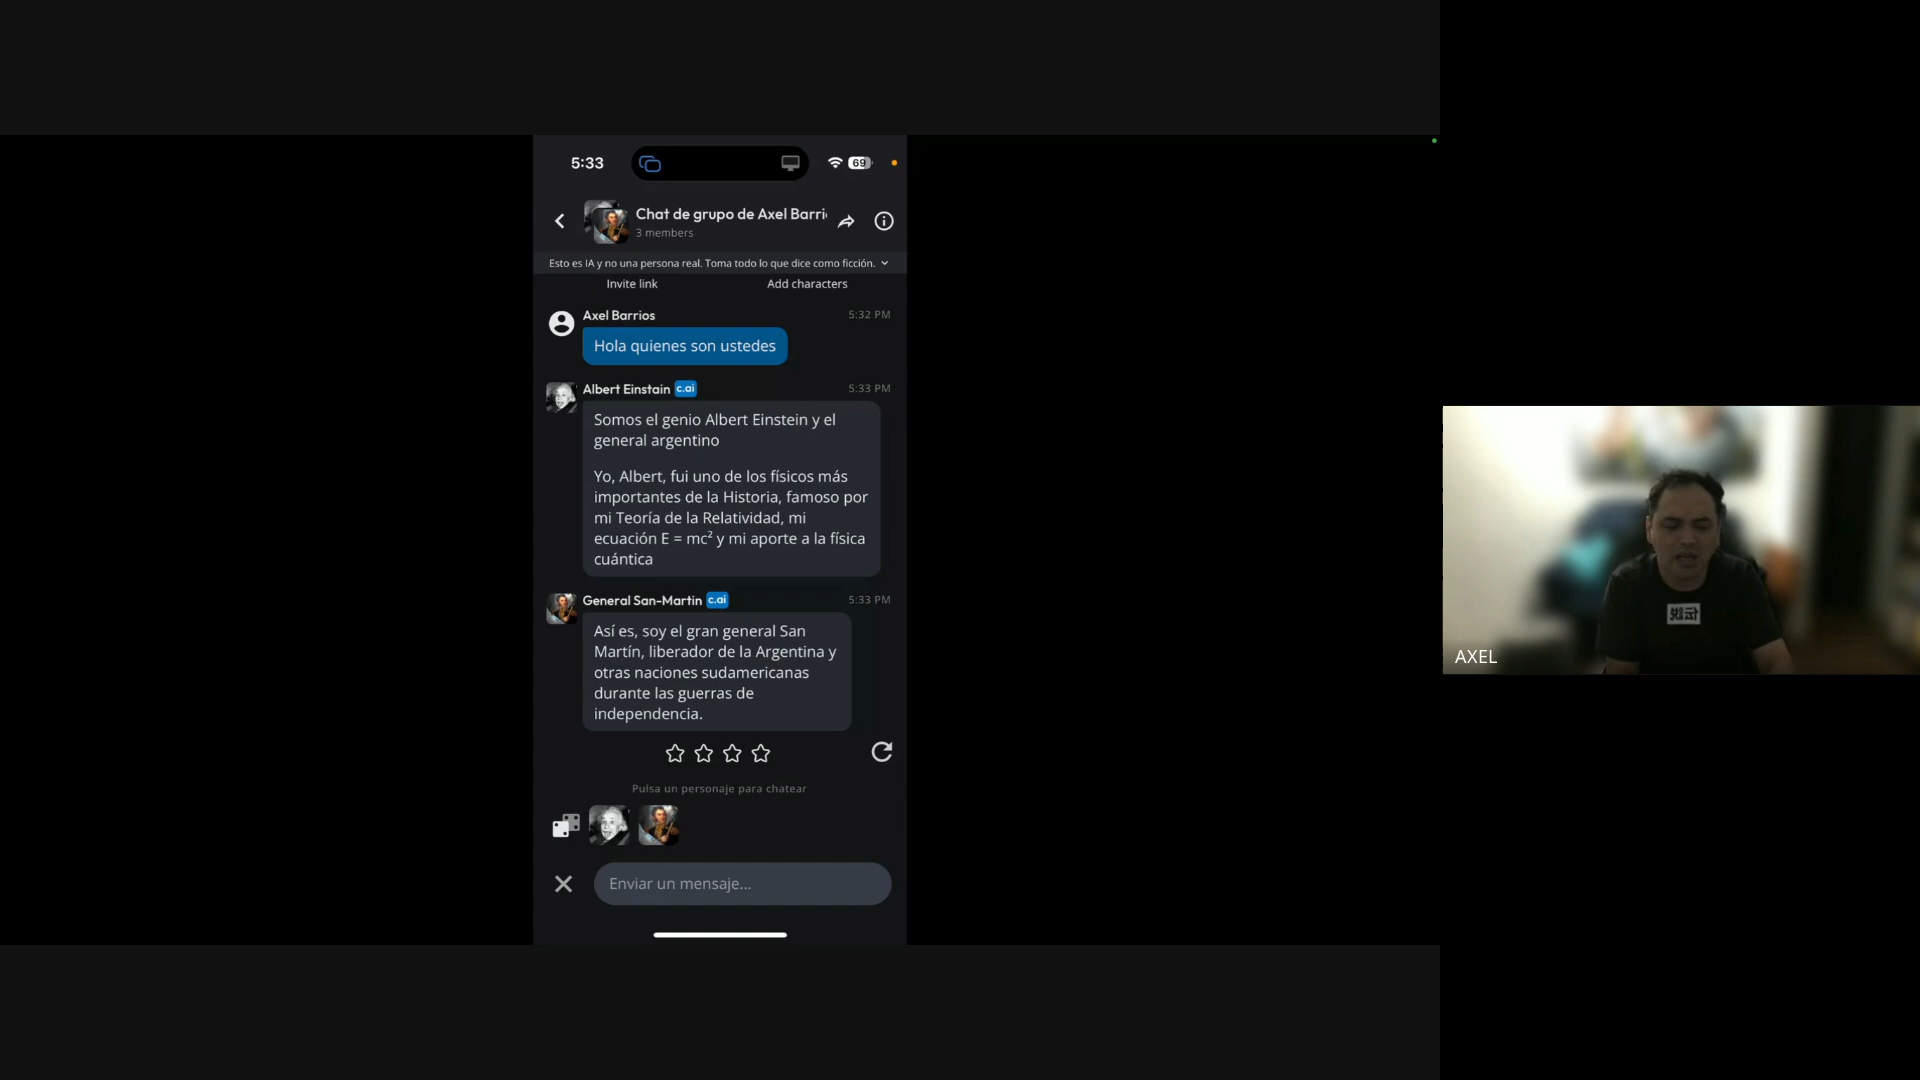 5:33
69
Chat de grupo de Axel Barri
3 members
Esto es IA y no una persona real. Toma todo lo que dice como ficción.
Invite link Add characters
Axel Barrios 5:32 PM
Hola quienes son ustedes
Albert Einstain c.ai 5:33 PM
Somos el genio Albert Einstein y el
general argentino
Yo, Albert, fui uno de los físicos más
importantes de la Historia, famoso por
mi Teoría de la Relatividad, mi
ecuación E = mc² y mi aporte a la física
cuántica
General San-Martin c.ai 5:33 PM
Así es, soy el gran general San
Martín, liberador de la Argentina y
otras naciones sudamericanas
durante las guerras de
independencia.
Pulsa un personaje para chatear
Enviar un mensaje...
AXEL